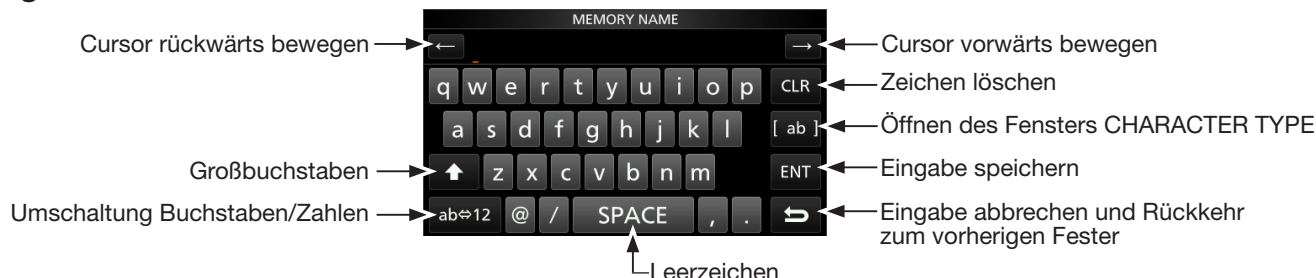 MEMORY NAME
Cursor rückwärts bewegen
←
→
Cursor vorwärts bewegen
q w e r t y u i o p
CLR
Zeichen löschen
a s d f g h j k l
[ ab ]
Öffnen des Fensters CHARACTER TYPE
Großbuchstaben
z x c v b n m
ENT
Eingabe speichern
Umschaltung Buchstaben/Zahlen
ab⇔12 @ / SPACE , .
Eingabe abbrechen und Rückkehr
zum vorherigen Fester
Leerzeichen